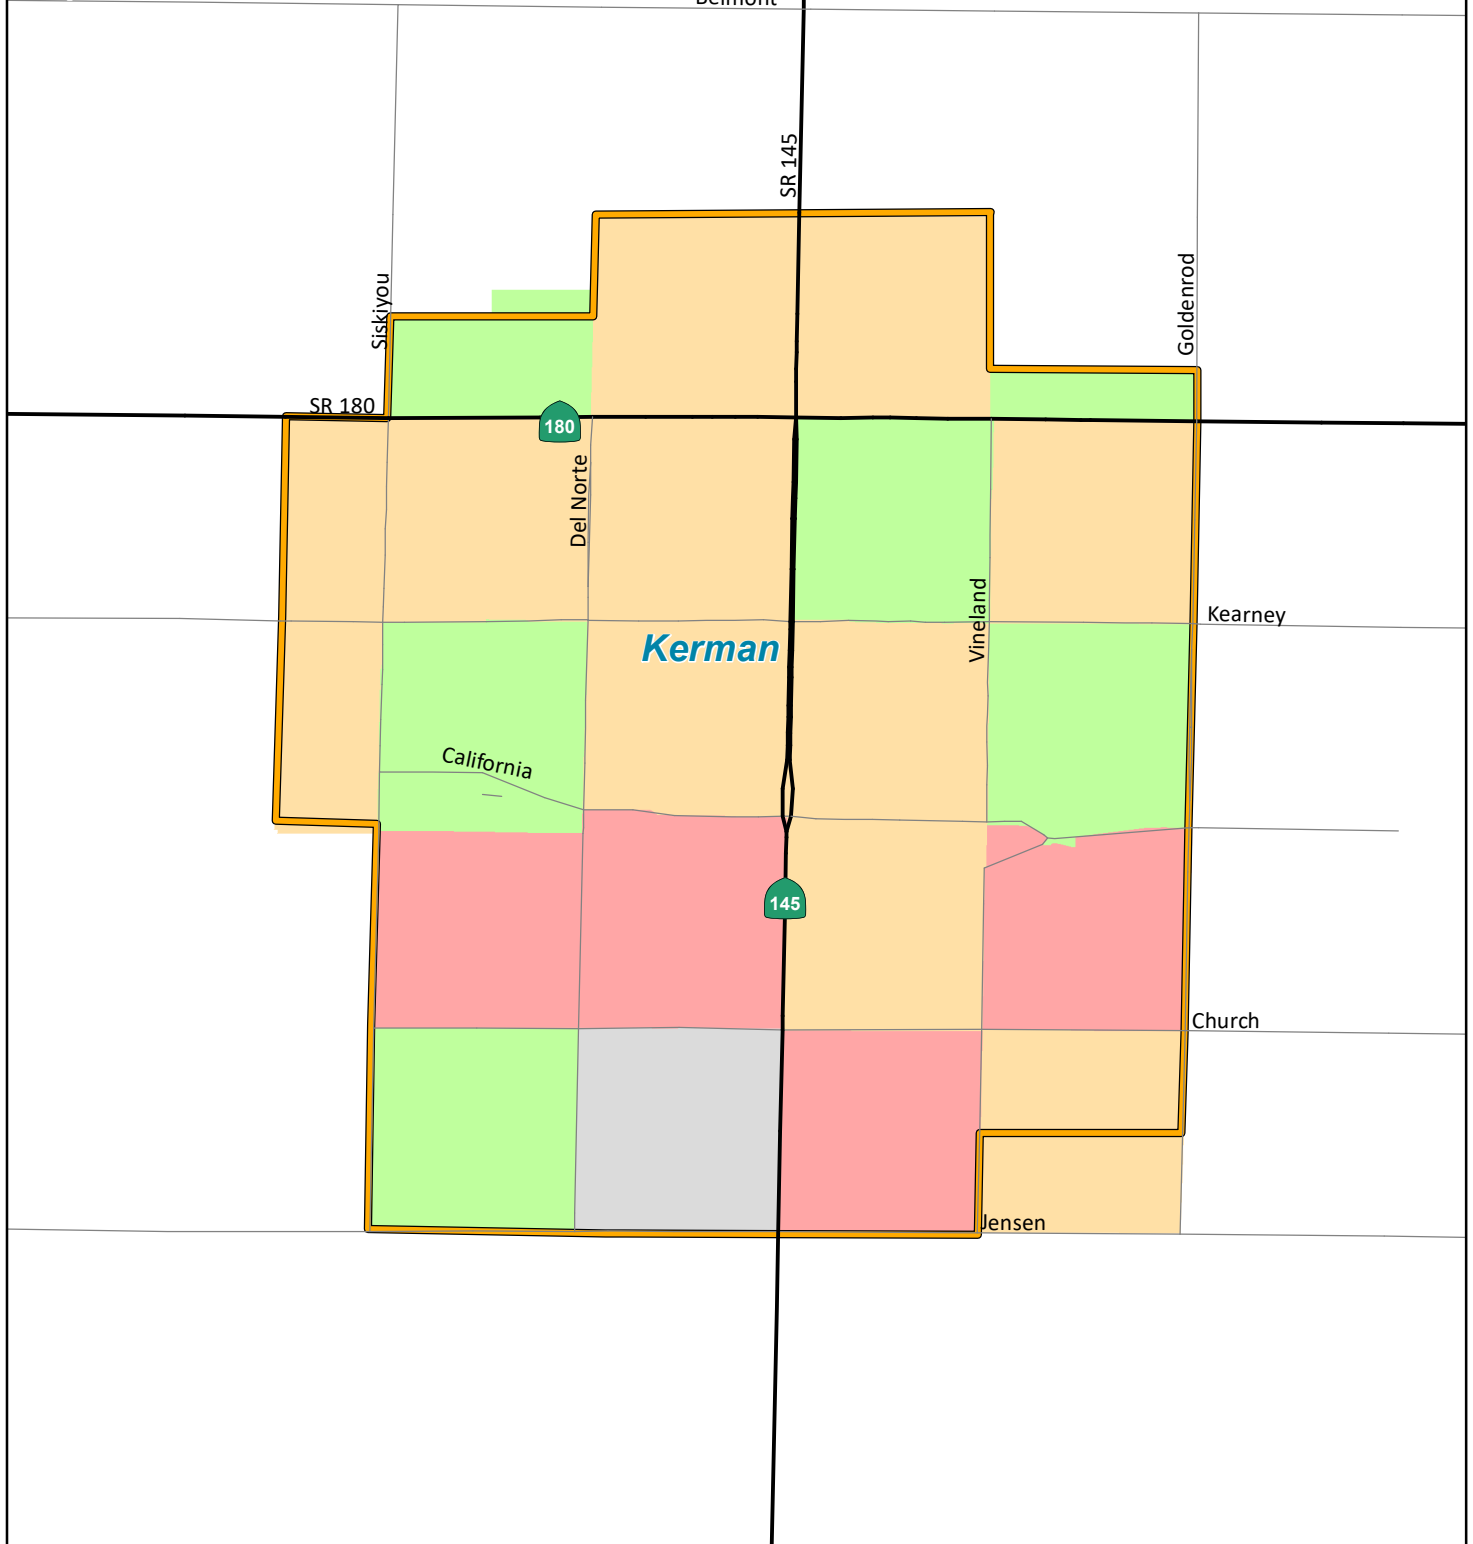 Belmont
SR 145
Siskiyou
Goldenrod
SR 180
180
Del Norte
Vineland
Kearney
Kerman
California
145
Church
Jensen